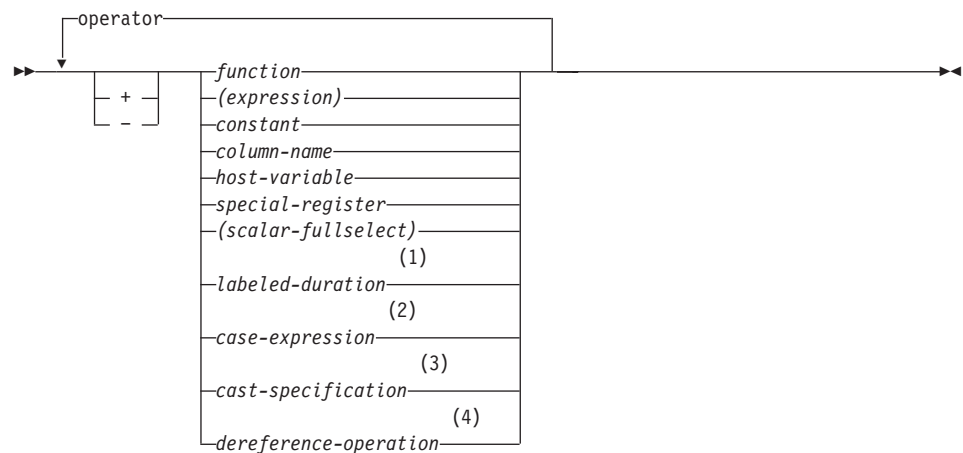 operator
function
+
(expression)
−
constant
column-name
host-variable
special-register
(scalar-fullselect)
(1)
labeled-duration
(2)
case-expression
(3)
cast-specification
(4)
dereference-operation